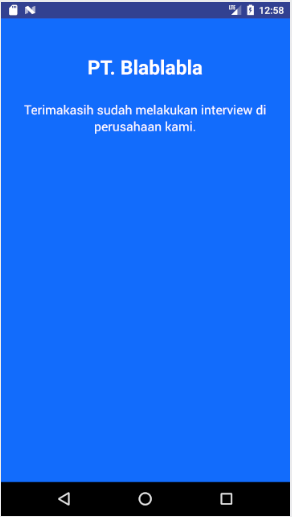 12:58
PT. Blablabla
Terimakasih sudah melakukan interview di
perusahaan kami.